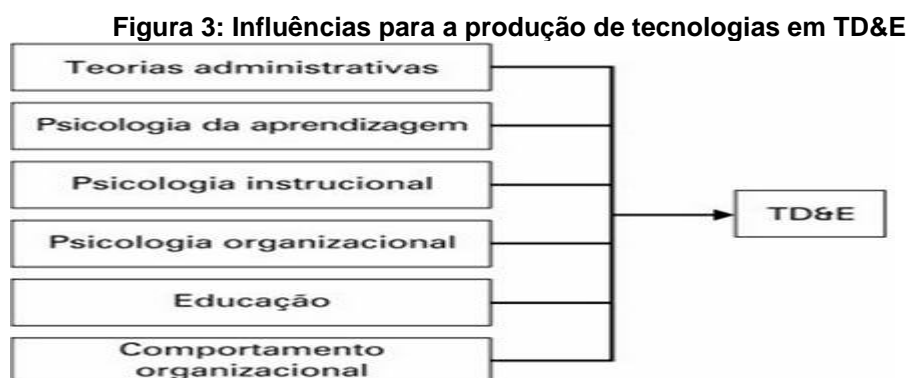 Figura 3: Influências para a produção de tecnologias em TD&E
Teorias administrativas
Psicologia da aprendizagem
Psicologia instrucional
Psicologia organizacional
Educação
Comportamento
organizacional
TD&E